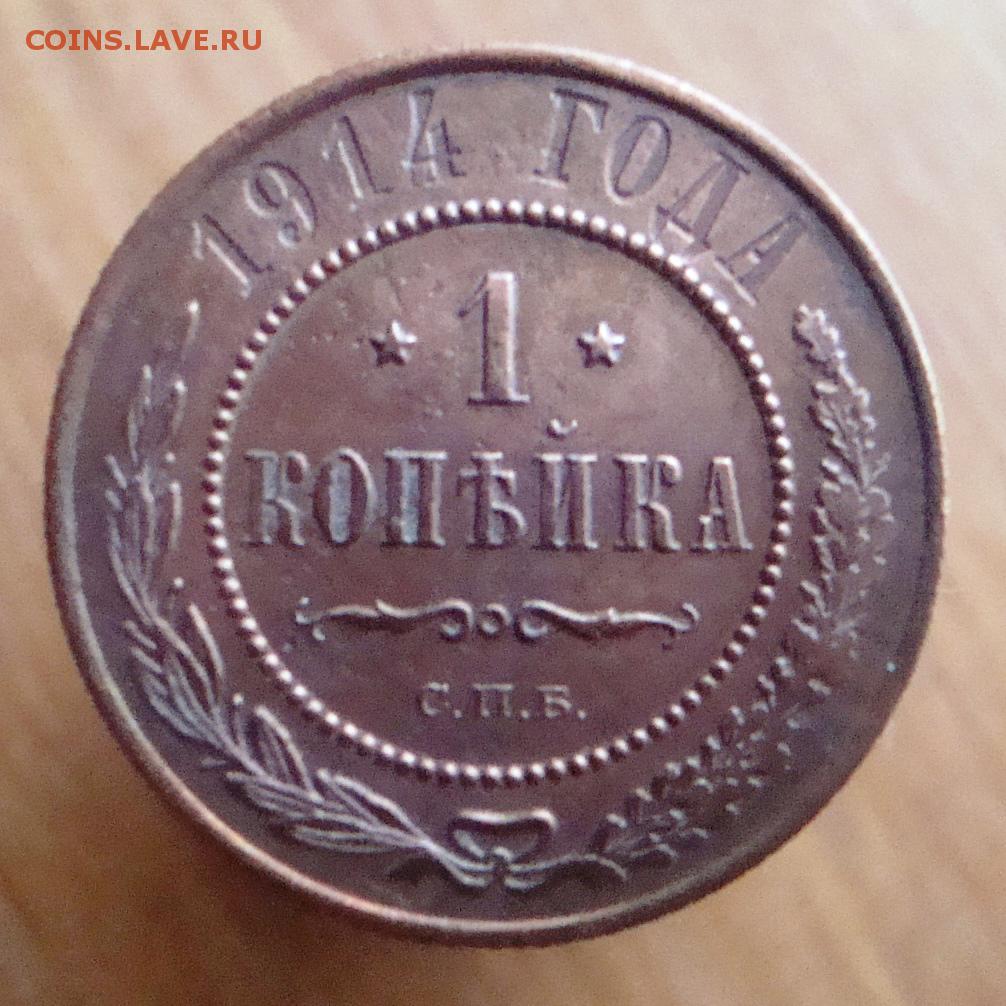 COINS.LAVE.RU
1914 ГОДА
1
КОПѢЙКА
С.П.Б.